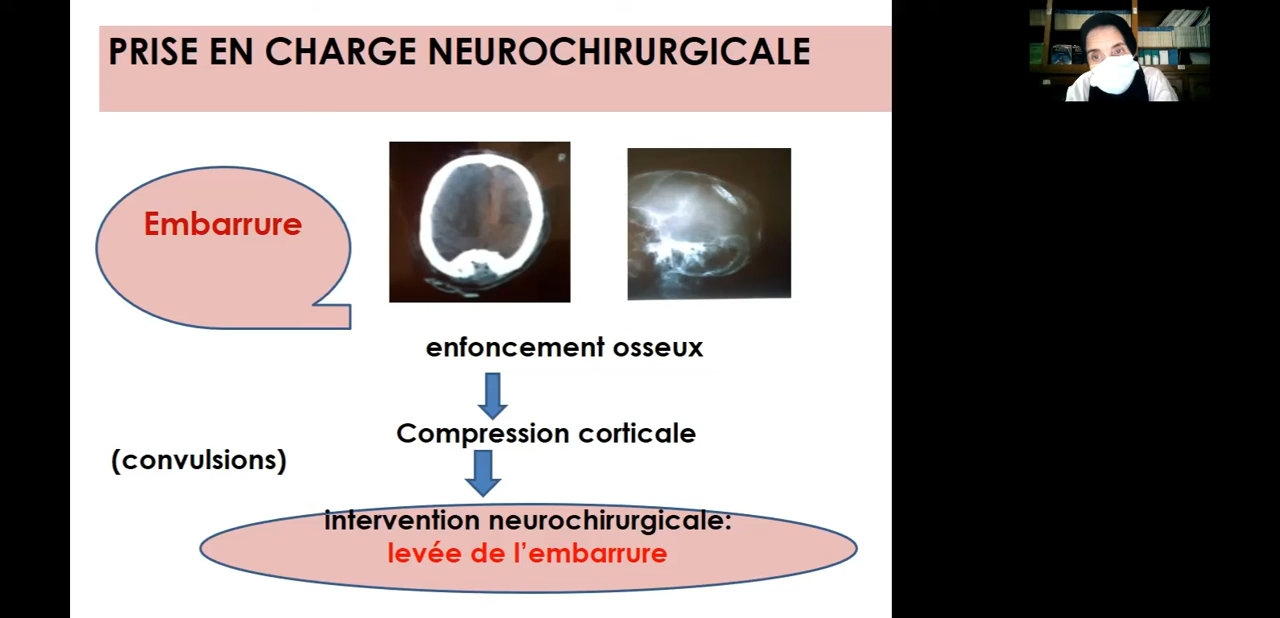 PRISE EN CHARGE NEUROCHIRURGICALE
Embarrure
enfoncement osseux
Compression corticale
(convulsions)
intervention neurochirurgicale:
levée de l’embarrure